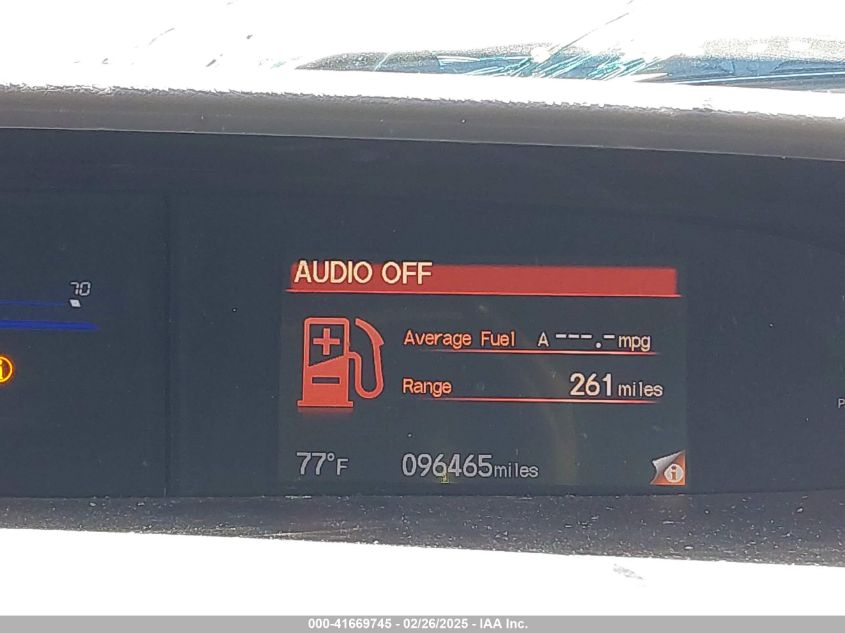 AUDIO OFF
70
Average Fuel A ---.- mpg
Range 261 miles
77°F 096465 miles
000-41669745 - 02/26/2025 - IAA Inc.